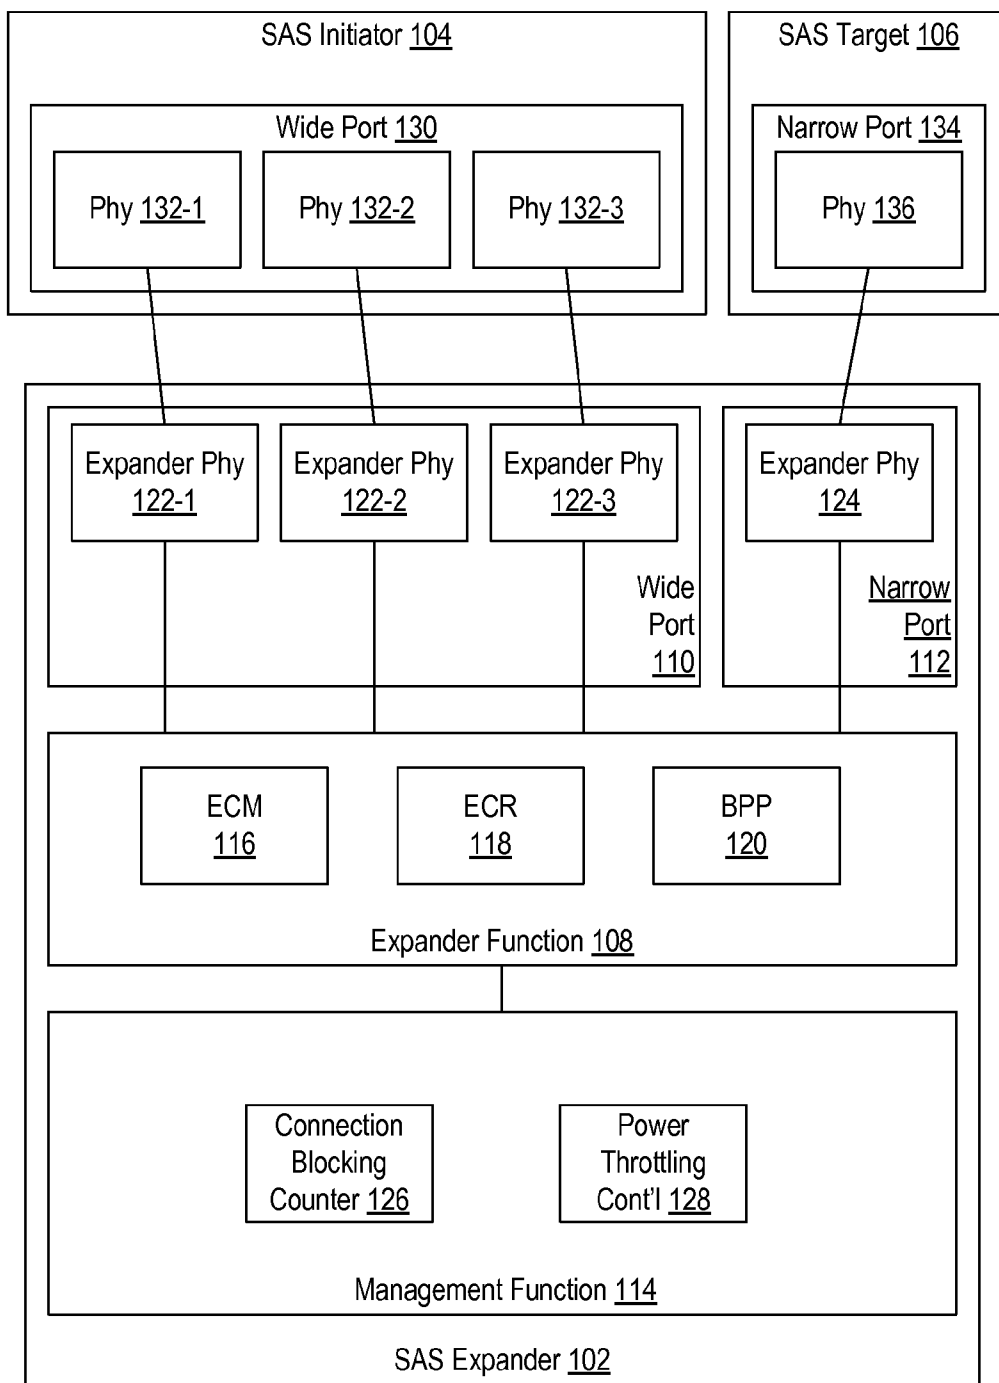 SAS Initiator 104
SAS Target 106
Wide Port 130
Narrow Port 134
Phy 132-1
Phy 132-2
Phy 132-3
Phy 136
Expander Phy
122-1
Expander Phy
122-2
Expander Phy
122-3
Expander Phy
124
Wide
Port
110
Narrow
Port
112
ECM
116
ECR
118
BPP
120
Expander Function 108
Connection
Blocking
Counter 126
Power
Throttling
Cont'l 128
Management Function 114
SAS Expander 102